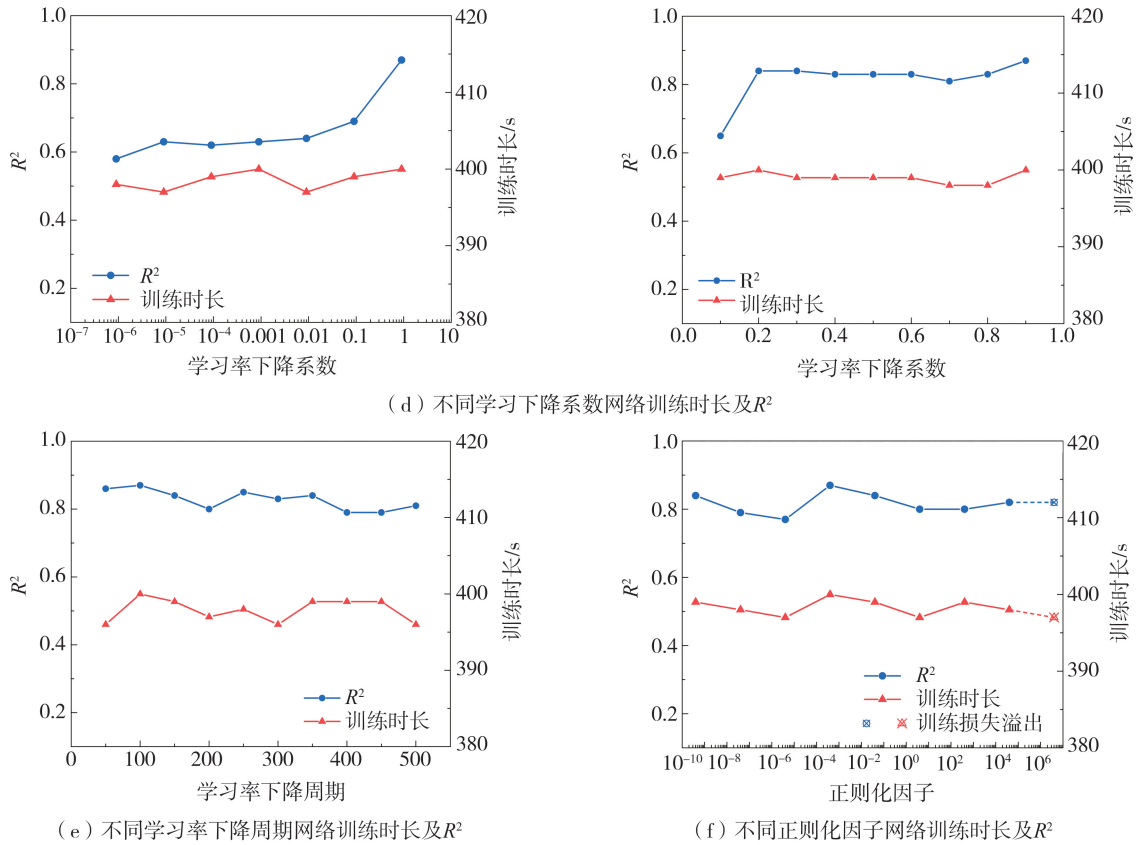 1.0
0.8
0.6
0.4
0.2
R²
420
410
400
390
380
训练时长/s
R²
训练时长
10⁻⁷ 10⁻⁶ 10⁻⁵ 10⁻⁴ 0.001 0.01 0.1 1 10
学习率下降系数
1.0
0.8
0.6
0.4
0.2
R²
420
410
400
390
380
训练时长/s
R²
训练时长
0.0 0.2 0.4 0.6 0.8 1.0
学习率下降系数
（d）不同学习下降系数网络训练时长及R²
1.0
0.8
0.6
0.4
0.2
R²
420
410
400
390
380
训练时长/s
R²
训练时长
0 100 200 300 400 500
学习率下降周期
（e）不同学习率下降周期网络训练时长及R²
1.0
0.8
0.6
0.4
0.2
R²
420
410
400
390
380
训练时长/s
R²
训练时长
训练损失溢出
10⁻¹⁰ 10⁻⁸ 10⁻⁶ 10⁻⁴ 10⁻² 10⁰ 10² 10⁴ 10⁶
正则化因子
（f）不同正则化因子网络训练时长及R²